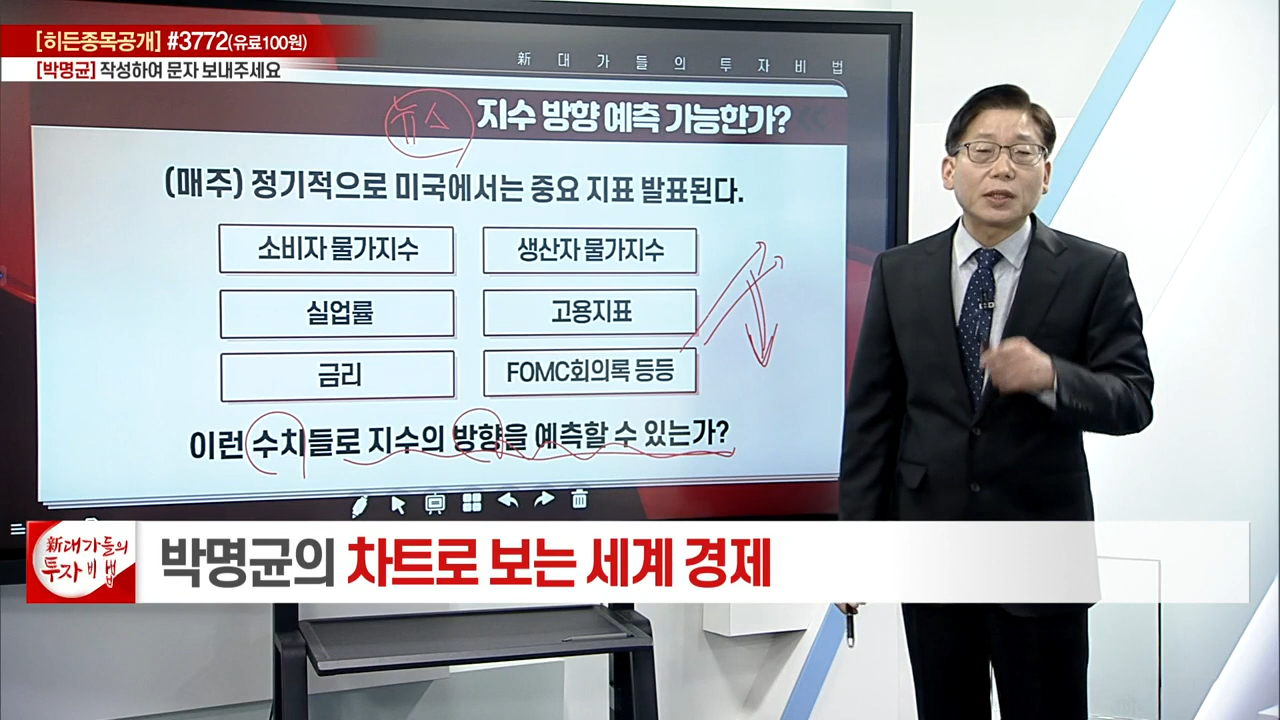 [히든종목공개] #3772(유료100원)
[박명균] 작성하여 문자 보내주세요
新 대 가 들 의 투 자 비 법
뉴스 지수 방향 예측 가능한가?
(매주) 정기적으로 미국에서는 중요 지표 발표된다.
소비자 물가지수 생산자 물가지수
실업률 고용지표
금리 FOMC회의록 등등
이런 수치들로 지수의 방향을 예측할 수 있는가?
新대가들의
투자비법
박명균의 차트로 보는 세계 경제